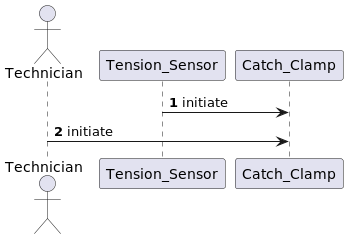 Technician
Tension_Sensor
Catch_Clamp
1 initiate
2 initiate
Technician
Tension_Sensor
Catch_Clamp